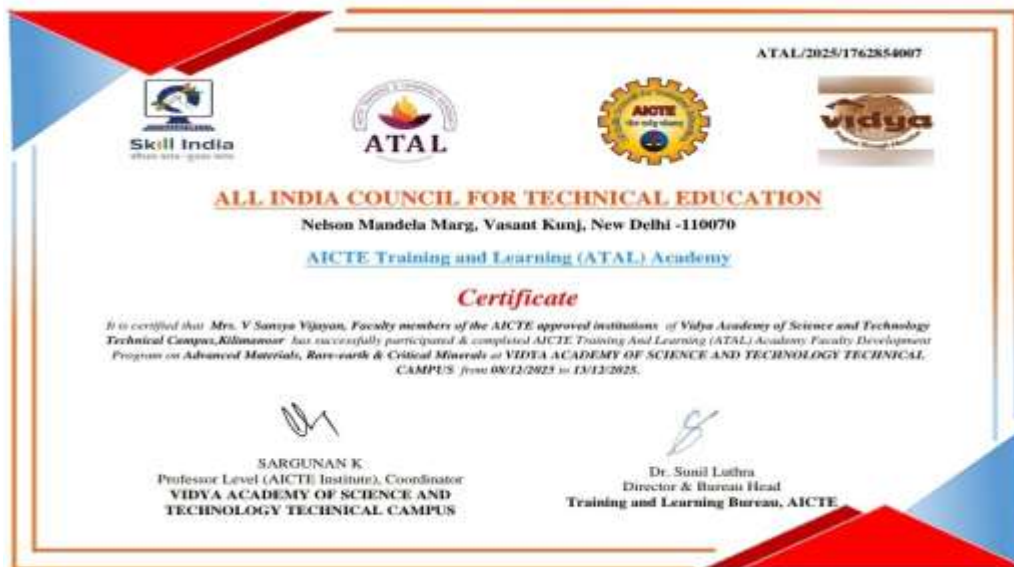 ATAL/2025/1762854007
Skill India
ATAL
AICTE
vidya
ALL INDIA COUNCIL FOR TECHNICAL EDUCATION
Nelson Mandela Marg, Vasant Kunj, New Delhi -110070
AICTE Training and Learning (ATAL) Academy
Certificate
It is certified that Mrs. V Sansya Vijayan, Faculty members of the AICTE approved institutions of Vidya Academy of Science and Technology
Technical Campus,Kilimanoor has successfully participated & completed AICTE Training And Learning (ATAL) Academy Faculty Development
Program on Advanced Materials, Rare-earth & Critical Minerals at VIDYA ACADEMY OF SCIENCE AND TECHNOLOGY TECHNICAL
CAMPUS from 08/12/2025 to 13/12/2025.
SARGUNAN K
Professor Level (AICTE Institute), Coordinator
VIDYA ACADEMY OF SCIENCE AND
TECHNOLOGY TECHNICAL CAMPUS
Dr. Sunil Luthra
Director & Bureau Head
Training and Learning Bureau, AICTE